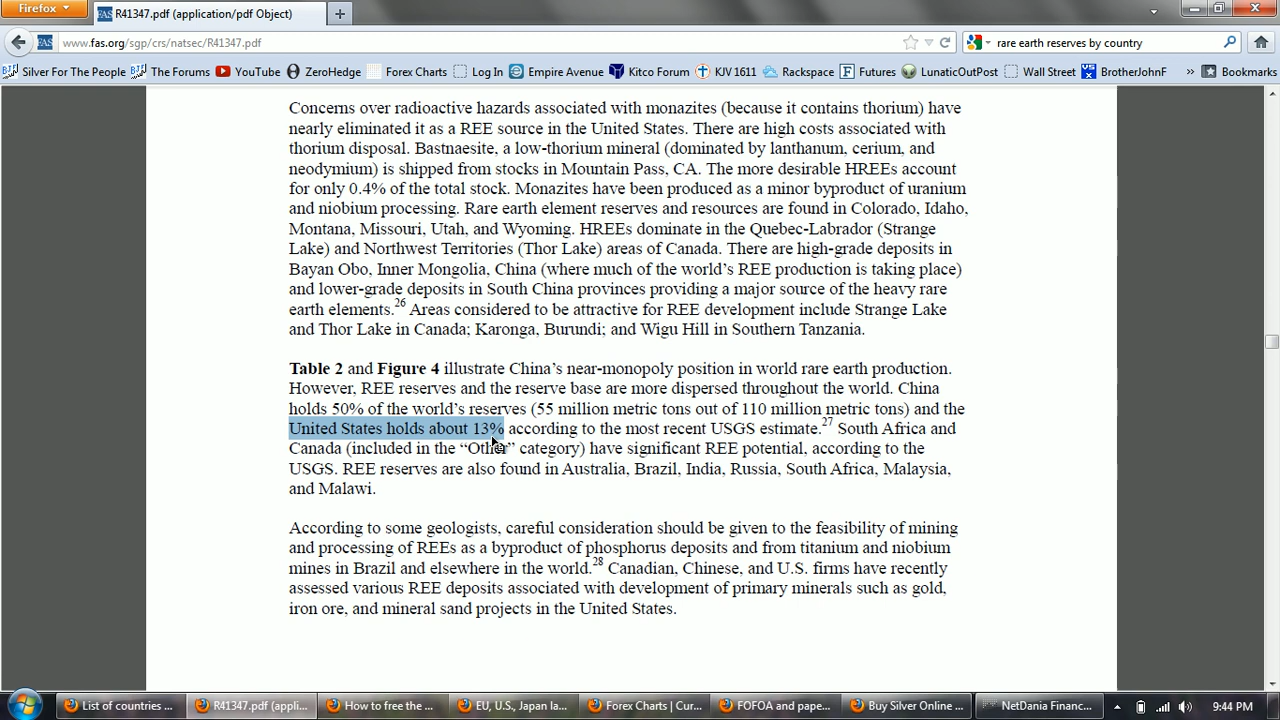 Firefox
R41347.pdf (application/pdf Object)
FAS www.fas.org/sgp/crs/natsec/R41347.pdf
rare earth reserves by country
Silver For The People
The Forums
YouTube
ZeroHedge
Forex Charts
Log In
Empire Avenue
Kitco Forum
KJV 1611
Rackspace
Futures
LunaticOutPost
Wall Street
BrotherJohnF
»
Bookmarks
Concerns over radioactive hazards associated with monazites (because it contains thorium) have
nearly eliminated it as a REE source in the United States. There are high costs associated with
thorium disposal. Bastnaesite, a low-thorium mineral (dominated by lanthanum, cerium, and
neodymium) is shipped from stocks in Mountain Pass, CA. The more desirable HREEs account
for only 0.4% of the total stock. Monazites have been produced as a minor byproduct of uranium
and niobium processing. Rare earth element reserves and resources are found in Colorado, Idaho,
Montana, Missouri, Utah, and Wyoming. HREEs dominate in the Quebec-Labrador (Strange
Lake) and Northwest Territories (Thor Lake) areas of Canada. There are high-grade deposits in
Bayan Obo, Inner Mongolia, China (where much of the world’s REE production is taking place)
and lower-grade deposits in South China provinces providing a major source of the heavy rare
earth elements.26 Areas considered to be attractive for REE development include Strange Lake
and Thor Lake in Canada; Karonga, Burundi; and Wigu Hill in Southern Tanzania.
Table 2 and Figure 4 illustrate China’s near-monopoly position in world rare earth production.
However, REE reserves and the reserve base are more dispersed throughout the world. China
holds 50% of the world’s reserves (55 million metric tons out of 110 million metric tons) and the
United States holds about 13% according to the most recent USGS estimate.27 South Africa and
Canada (included in the “Other” category) have significant REE potential, according to the
USGS. REE reserves are also found in Australia, Brazil, India, Russia, South Africa, Malaysia,
and Malawi.
According to some geologists, careful consideration should be given to the feasibility of mining
and processing of REEs as a byproduct of phosphorus deposits and from titanium and niobium
mines in Brazil and elsewhere in the world.28 Canadian, Chinese, and U.S. firms have recently
assessed various REE deposits associated with development of primary minerals such as gold,
iron ore, and mineral sand projects in the United States.
List of countries ...
R41347.pdf (appli...
How to free the ...
EU, U.S., Japan la...
Forex Charts | Cur...
FOFOA and pape...
Buy Silver Online ...
NetDania Financ...
9:44 PM